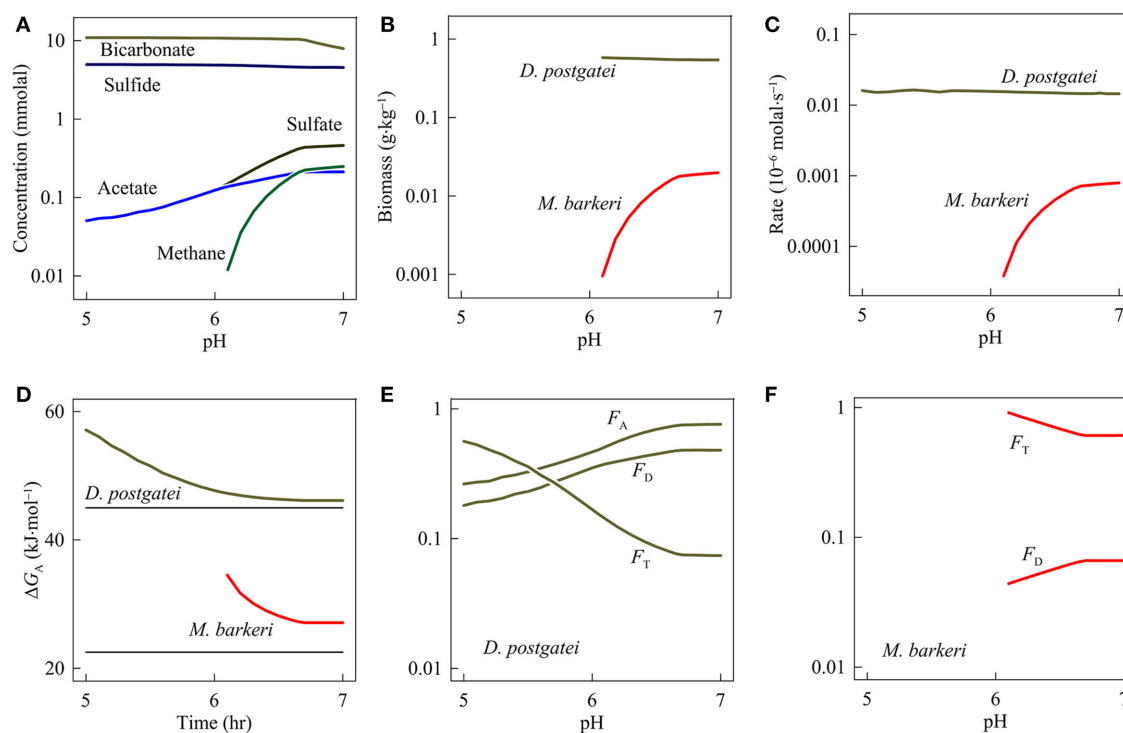 A
Concentration (mmolal)
10
1
0.1
0.01
Bicarbonate
Sulfide
Sulfate
Acetate
Methane
5
6
7
pH
B
Biomass (g·kg⁻¹)
1
0.1
0.01
0.001
D. postgatei
M. barkeri
5
6
7
pH
C
Rate (10⁻⁶ molal·s⁻¹)
0.1
0.01
0.001
0.0001
D. postgatei
M. barkeri
5
6
7
pH
D
ΔG_A (kJ·mol⁻¹)
60
40
20
D. postgatei
M. barkeri
5
6
7
Time (hr)
E
1
0.1
0.01
F_A
F_D
F_T
D. postgatei
5
6
7
pH
F
1
0.1
0.01
F_T
F_D
M. barkeri
5
6
7
pH